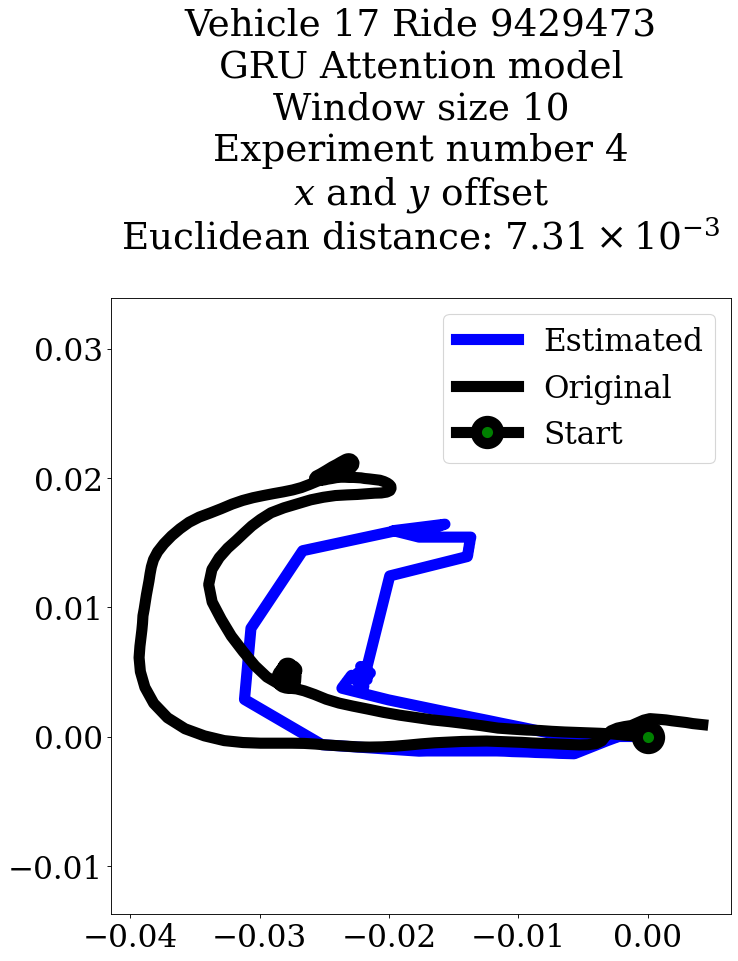 Vehicle 17 Ride 9429473
GRU Attention model
Window size 10
Experiment number 4
x and y offset
Euclidean distance: 7.31 × 10⁻³
Estimated
Original
Start
0.03
0.02
0.01
0.00
−0.01
−0.04 −0.03 −0.02 −0.01 0.00